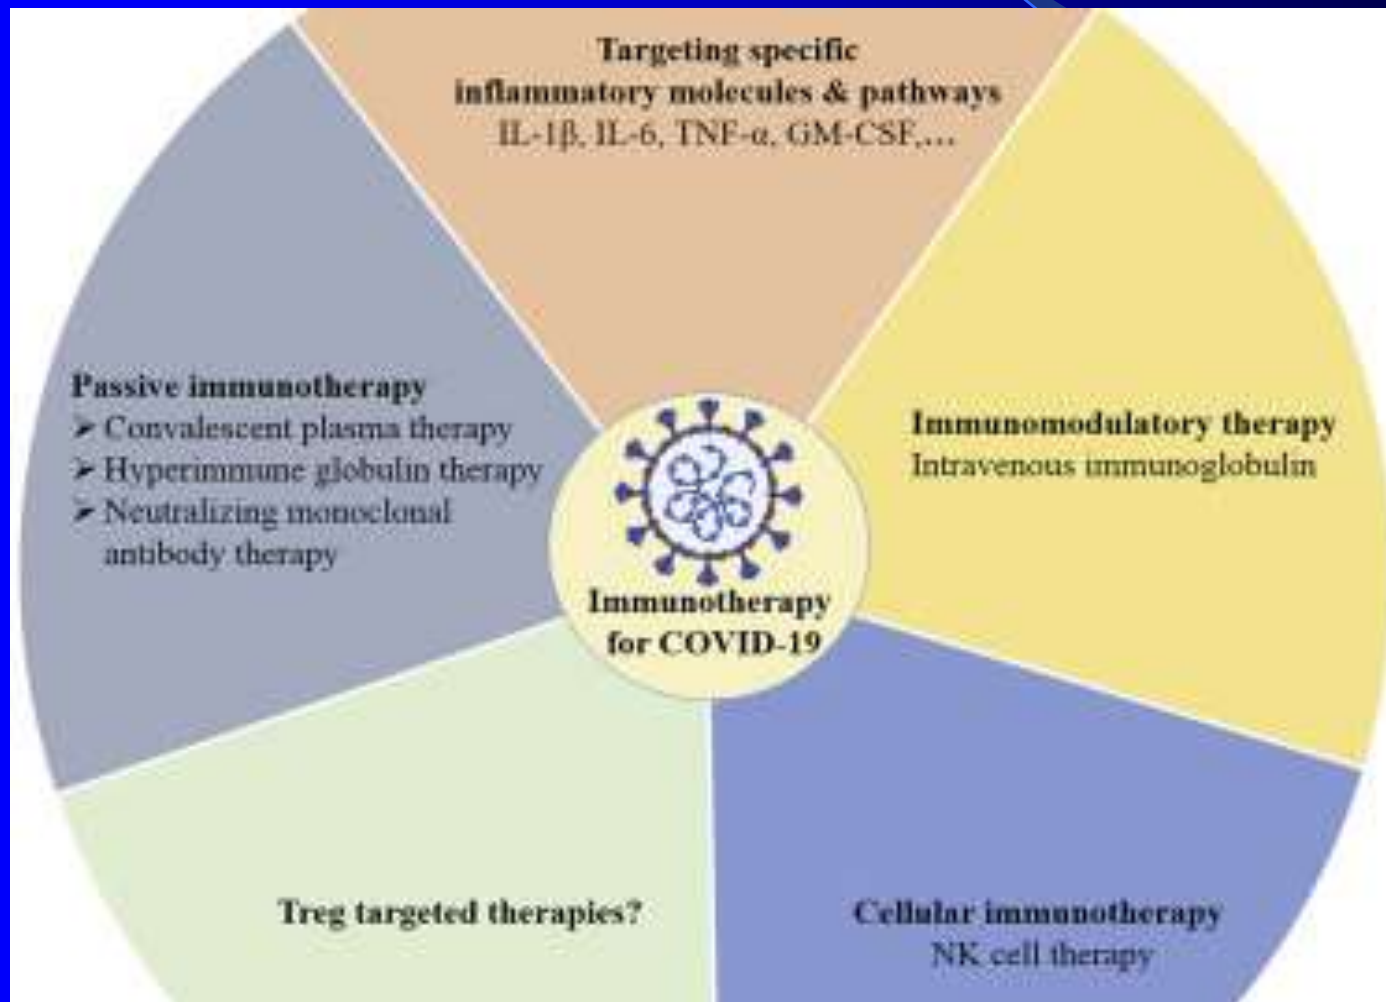 Targeting specific
inflammatory molecules & pathways
IL-1β, IL-6, TNF-α, GM-CSF,...
Passive immunotherapy
➢ Convalescent plasma therapy
➢ Hyperimmune globulin therapy
➢ Neutralizing monoclonal
antibody therapy
Immunomodulatory therapy
Intravenous immunoglobulin
Immunotherapy
for COVID-19
Treg targeted therapies?
Cellular immunotherapy
NK cell therapy